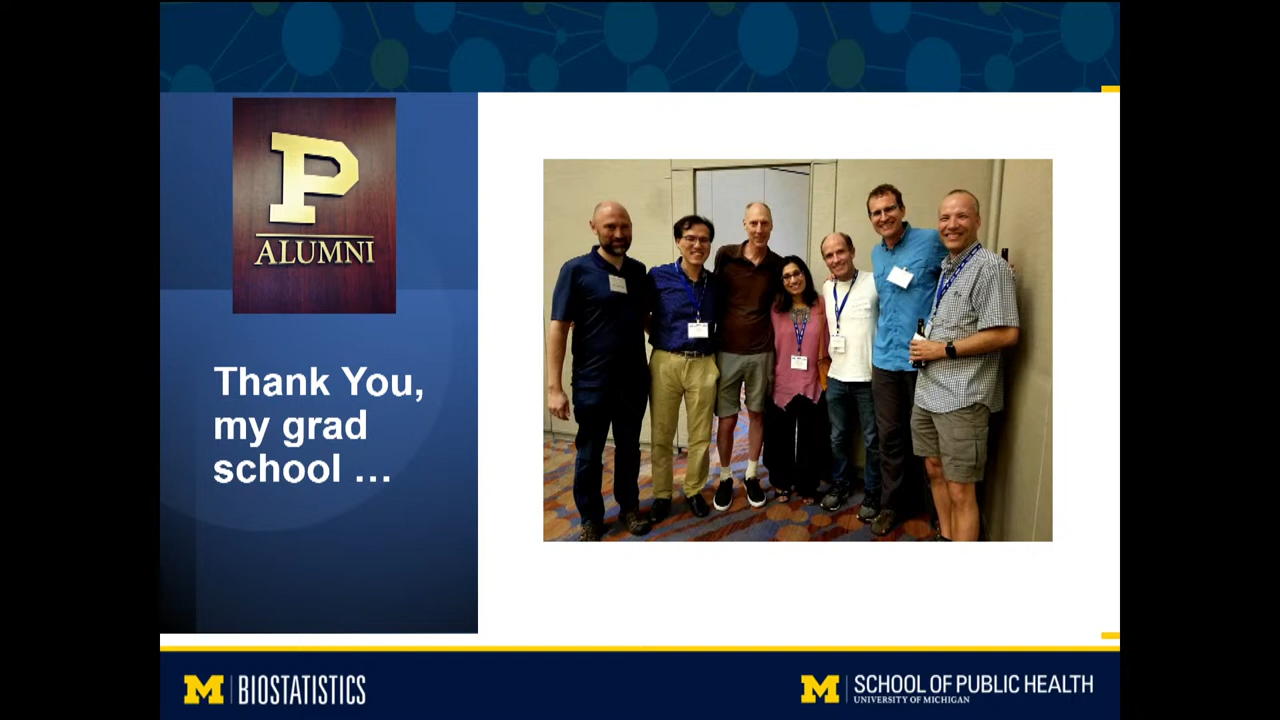 P
ALUMNI
Thank You,
my grad
school ...
M BIOSTATISTICS
M SCHOOL OF PUBLIC HEALTH
UNIVERSITY OF MICHIGAN